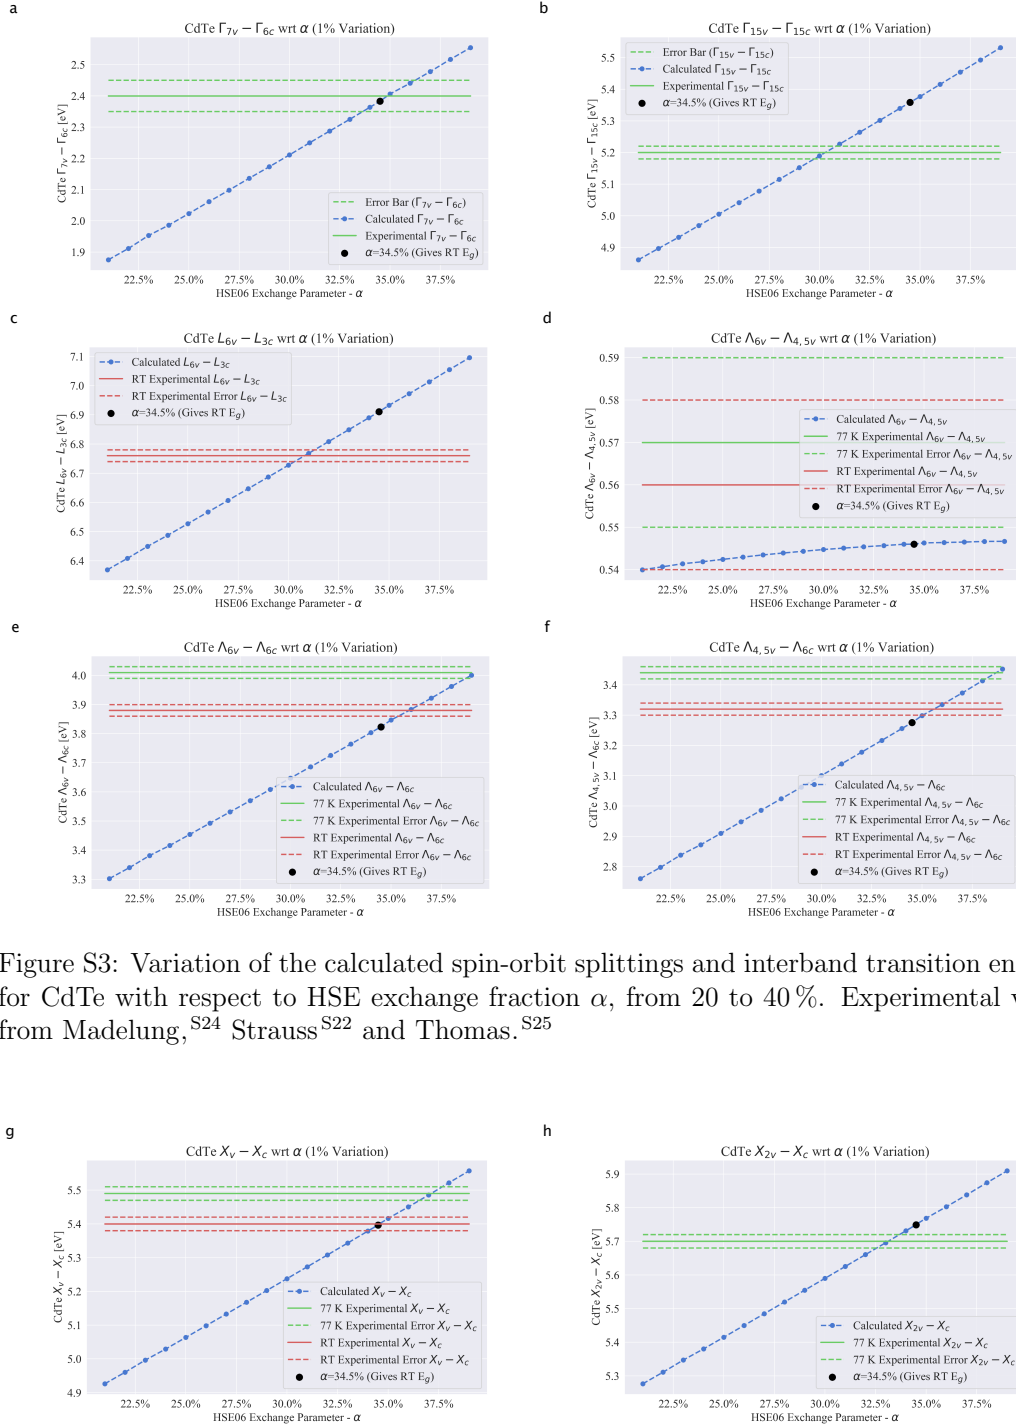 a
CdTe Γ7v − Γ6c wrt α (1% Variation)
CdTe Γ7v − Γ6c [eV]
2.5
2.4
2.3
2.2
2.1
2.0
1.9
Error Bar (Γ7v − Γ6c)
Calculated Γ7v − Γ6c
Experimental Γ7v − Γ6c
α=34.5% (Gives RT Eg)
22.5% 25.0% 27.5% 30.0% 32.5% 35.0% 37.5%
HSE06 Exchange Parameter - α
b
CdTe Γ15v − Γ15c wrt α (1% Variation)
CdTe Γ15v − Γ15c [eV]
5.5
5.4
5.3
5.2
5.1
5.0
4.9
Error Bar (Γ15v − Γ15c)
Calculated Γ15v − Γ15c
Experimental Γ15v − Γ15c
α=34.5% (Gives RT Eg)
22.5% 25.0% 27.5% 30.0% 32.5% 35.0% 37.5%
HSE06 Exchange Parameter - α
c
CdTe L6v − L3c wrt α (1% Variation)
CdTe L6v − L3c [eV]
7.1
7.0
6.9
6.8
6.7
6.6
6.5
6.4
Calculated L6v − L3c
RT Experimental L6v − L3c
RT Experimental Error L6v − L3c
α=34.5% (Gives RT Eg)
22.5% 25.0% 27.5% 30.0% 32.5% 35.0% 37.5%
HSE06 Exchange Parameter - α
d
CdTe Λ6v − Λ4,5v wrt α (1% Variation)
CdTe Λ6v − Λ4,5v [eV]
0.59
0.58
0.57
0.56
0.55
0.54
Calculated Λ6v − Λ4,5v
77 K Experimental Λ6v − Λ4,5v
77 K Experimental Error Λ6v − Λ4,5v
RT Experimental Λ6v − Λ4,5v
RT Experimental Error Λ6v − Λ4,5v
α=34.5% (Gives RT Eg)
22.5% 25.0% 27.5% 30.0% 32.5% 35.0% 37.5%
HSE06 Exchange Parameter - α
e
CdTe Λ6v − Λ6c wrt α (1% Variation)
CdTe Λ6v − Λ6c [eV]
4.0
3.9
3.8
3.7
3.6
3.5
3.4
3.3
Calculated Λ6v − Λ6c
77 K Experimental Λ6v − Λ6c
77 K Experimental Error Λ6v − Λ6c
RT Experimental Λ6v − Λ6c
RT Experimental Error Λ6v − Λ6c
α=34.5% (Gives RT Eg)
22.5% 25.0% 27.5% 30.0% 32.5% 35.0% 37.5%
HSE06 Exchange Parameter - α
f
CdTe Λ4,5v − Λ6c wrt α (1% Variation)
CdTe Λ4,5v − Λ6c [eV]
3.4
3.3
3.2
3.1
3.0
2.9
2.8
Calculated Λ4,5v − Λ6c
77 K Experimental Λ4,5v − Λ6c
77 K Experimental Error Λ4,5v − Λ6c
RT Experimental Λ4,5v − Λ6c
RT Experimental Error Λ4,5v − Λ6c
α=34.5% (Gives RT Eg)
22.5% 25.0% 27.5% 30.0% 32.5% 35.0% 37.5%
HSE06 Exchange Parameter - α
Figure S3: Variation of the calculated spin-orbit splittings and interband transition en
for CdTe with respect to HSE exchange fraction α, from 20 to 40 %. Experimental v
from Madelung,S24 StraussS22 and Thomas.S25
g
CdTe Xv − Xc wrt α (1% Variation)
CdTe Xv − Xc [eV]
5.5
5.4
5.3
5.2
5.1
5.0
4.9
Calculated Xv − Xc
77 K Experimental Xv − Xc
77 K Experimental Error Xv − Xc
RT Experimental Xv − Xc
RT Experimental Error Xv − Xc
α=34.5% (Gives RT Eg)
22.5% 25.0% 27.5% 30.0% 32.5% 35.0% 37.5%
HSE06 Exchange Parameter - α
h
CdTe X2v − Xc wrt α (1% Variation)
CdTe X2v − Xc [eV]
5.9
5.8
5.7
5.6
5.5
5.4
5.3
Calculated X2v − Xc
77 K Experimental X2v − Xc
77 K Experimental Error X2v − Xc
α=34.5% (Gives RT Eg)
22.5% 25.0% 27.5% 30.0% 32.5% 35.0% 37.5%
HSE06 Exchange Parameter - α